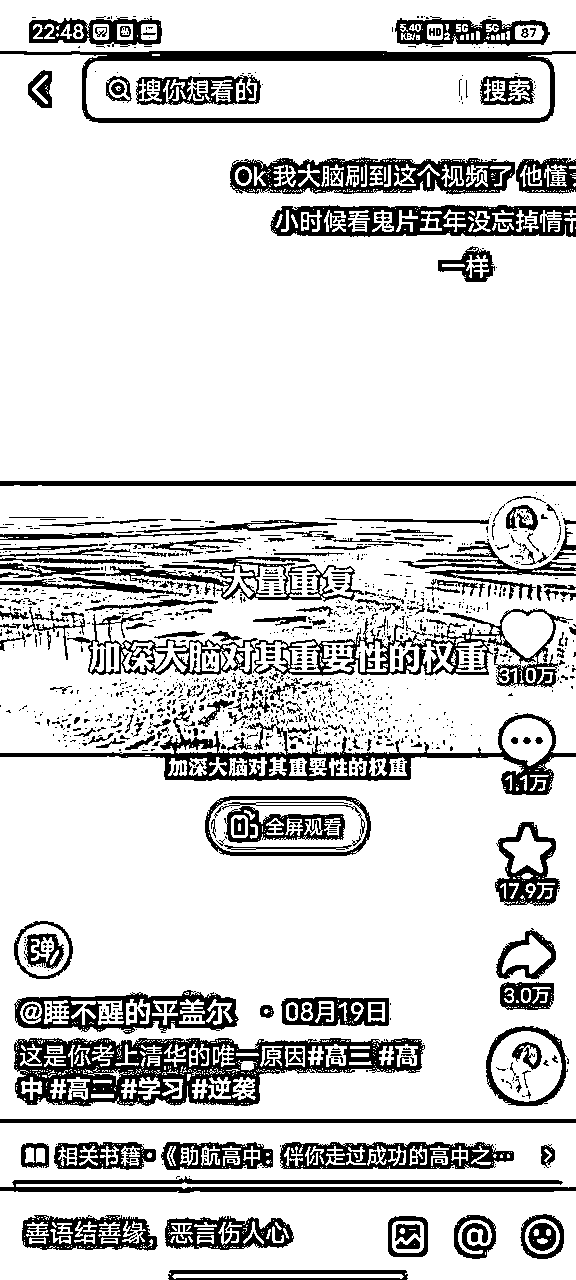 22:48
5.40 KB/s HD 5G 5G 87
搜你想看的 搜索
Ok 我大脑刷到这个视频了 他懂
小时候看鬼片五年没忘掉情节
一样
大量重复
加深大脑对其重要性的权重
31.0万
加深大脑对其重要性的权重
1.1万
全屏观看
17.9万
弹
3.0万
@睡不醒的平盖尔 08月19日
这是你考上清华的唯一原因#高三 #高
中 #高二 #学习 #逆袭
相关书籍 《助航高中：伴你走过成功的高中之…
善语结善缘，恶言伤人心